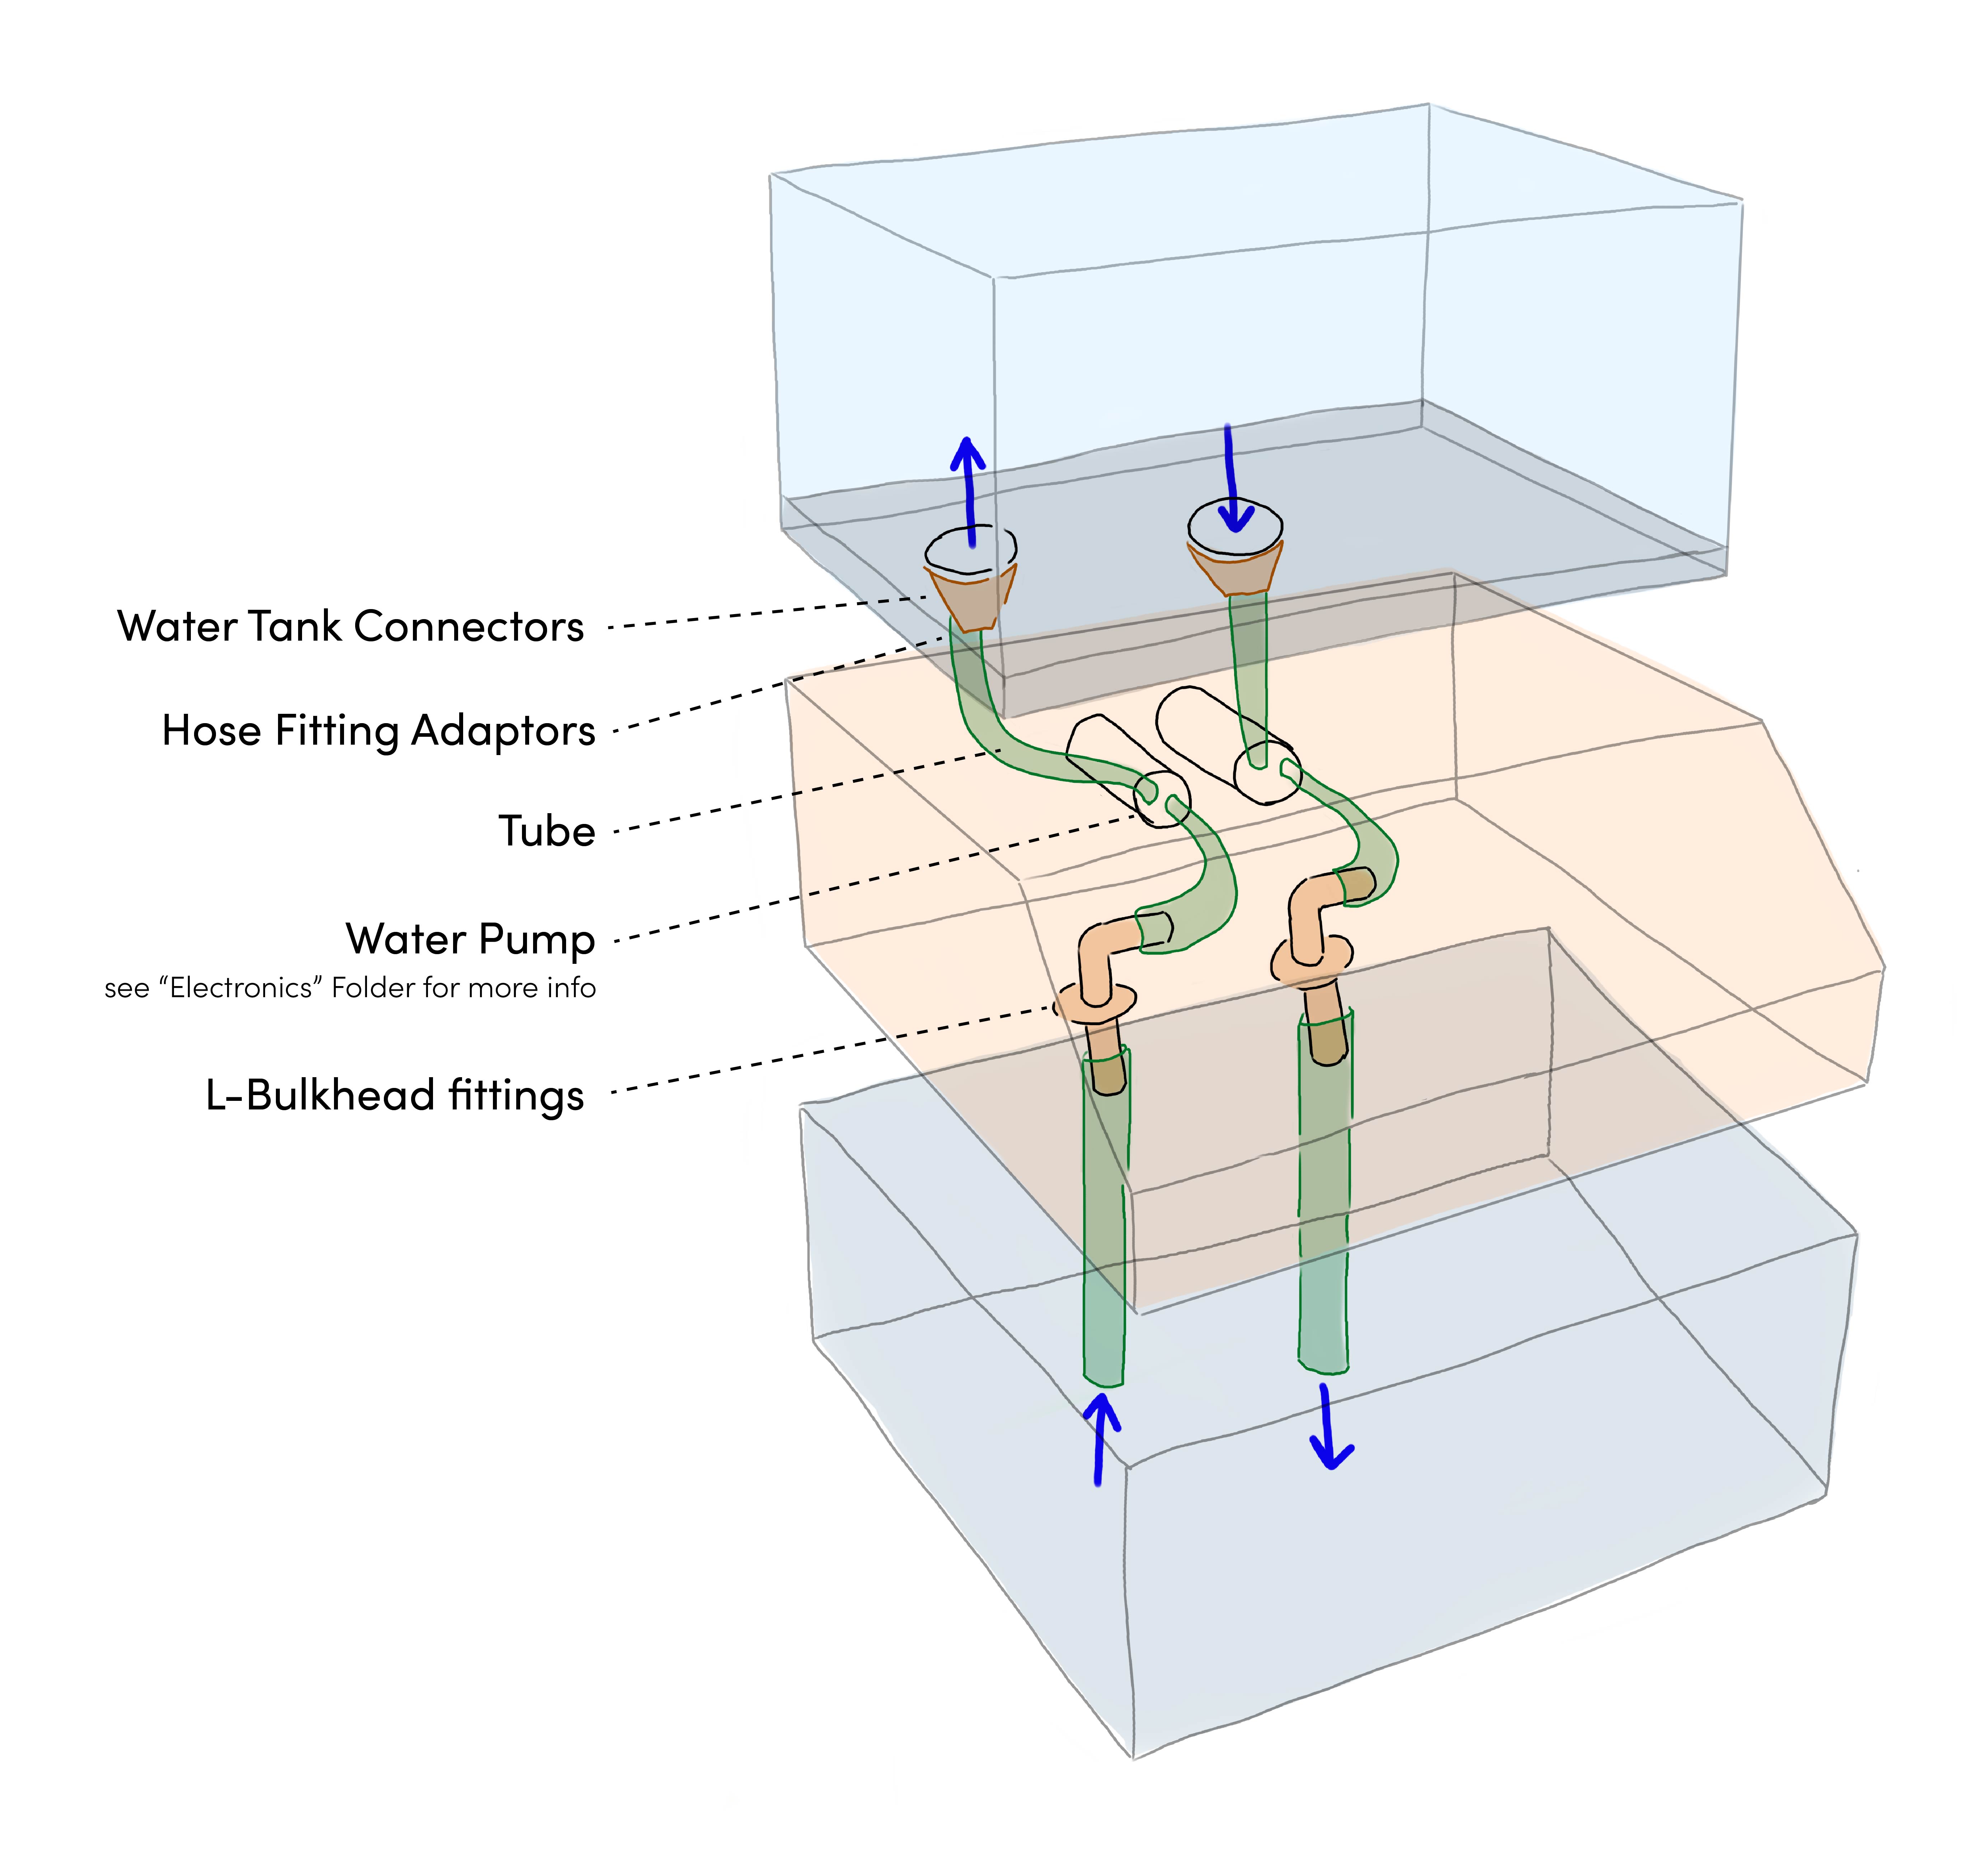 Water Tank Connectors
Hose Fitting Adaptors
Tube
Water Pump
see “Electronics” Folder for more info
L-Bulkhead fittings